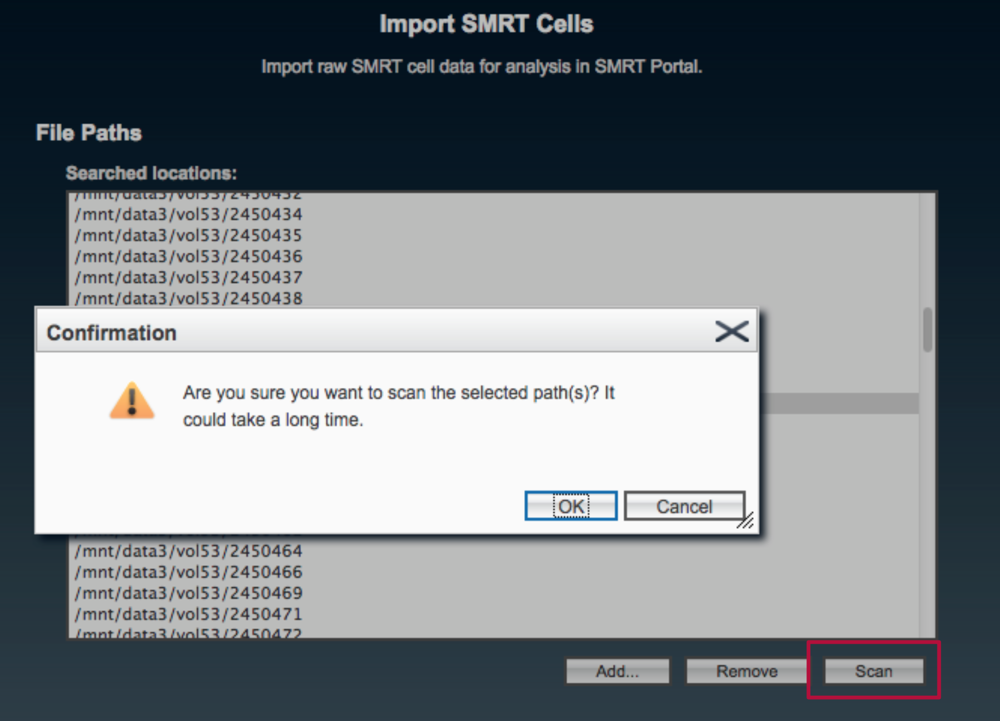 Import SMRT Cells
Import raw SMRT cell data for analysis in SMRT Portal.
File Paths
Searched locations:
/mnt/data3/vol53/2450432
/mnt/data3/vol53/2450434
/mnt/data3/vol53/2450435
/mnt/data3/vol53/2450436
/mnt/data3/vol53/2450437
/mnt/data3/vol53/2450438
Confirmation
Are you sure you want to scan the selected path(s)? It
could take a long time.
OK Cancel
/mnt/data3/vol53/2450464
/mnt/data3/vol53/2450466
/mnt/data3/vol53/2450469
/mnt/data3/vol53/2450471
/mnt/data3/vol53/2450472
Add... Remove Scan